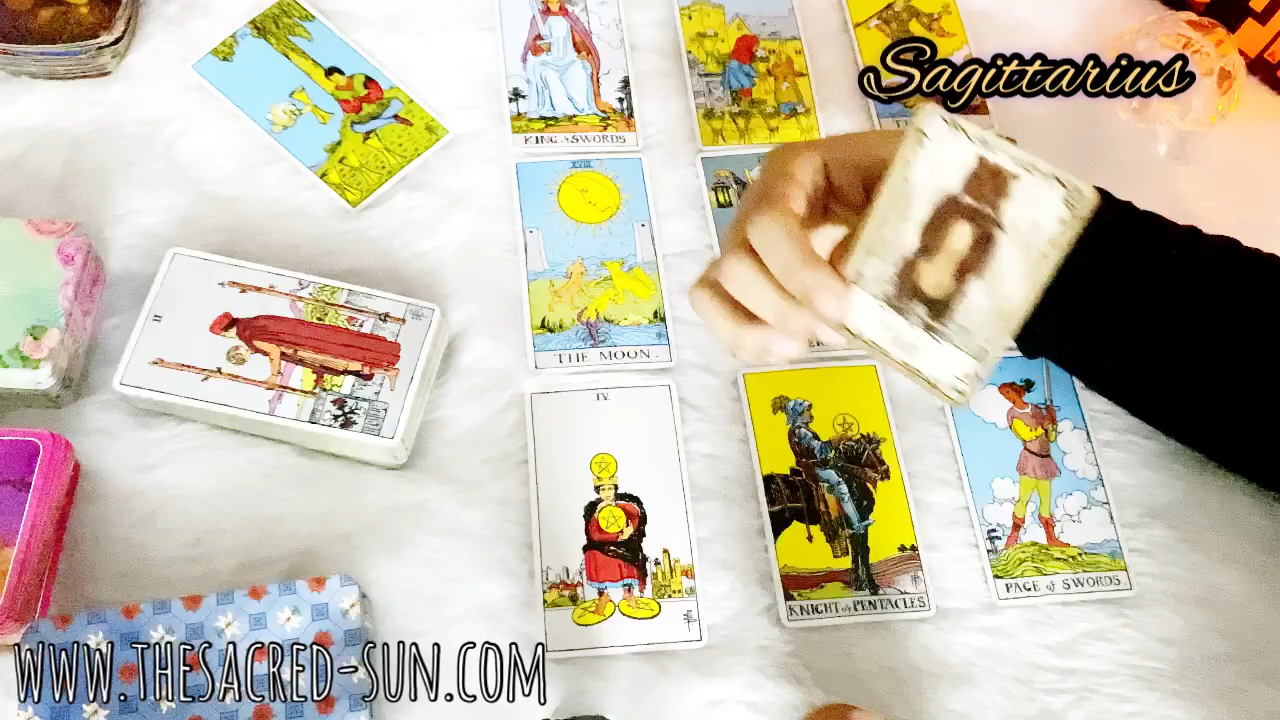 Sagittarius
KING of SWORDS
XVIII
THE MOON.
II
IV
KNIGHT of PENTACLES
PAGE of SWORDS.
WWW.THESACRED-SUN.COM